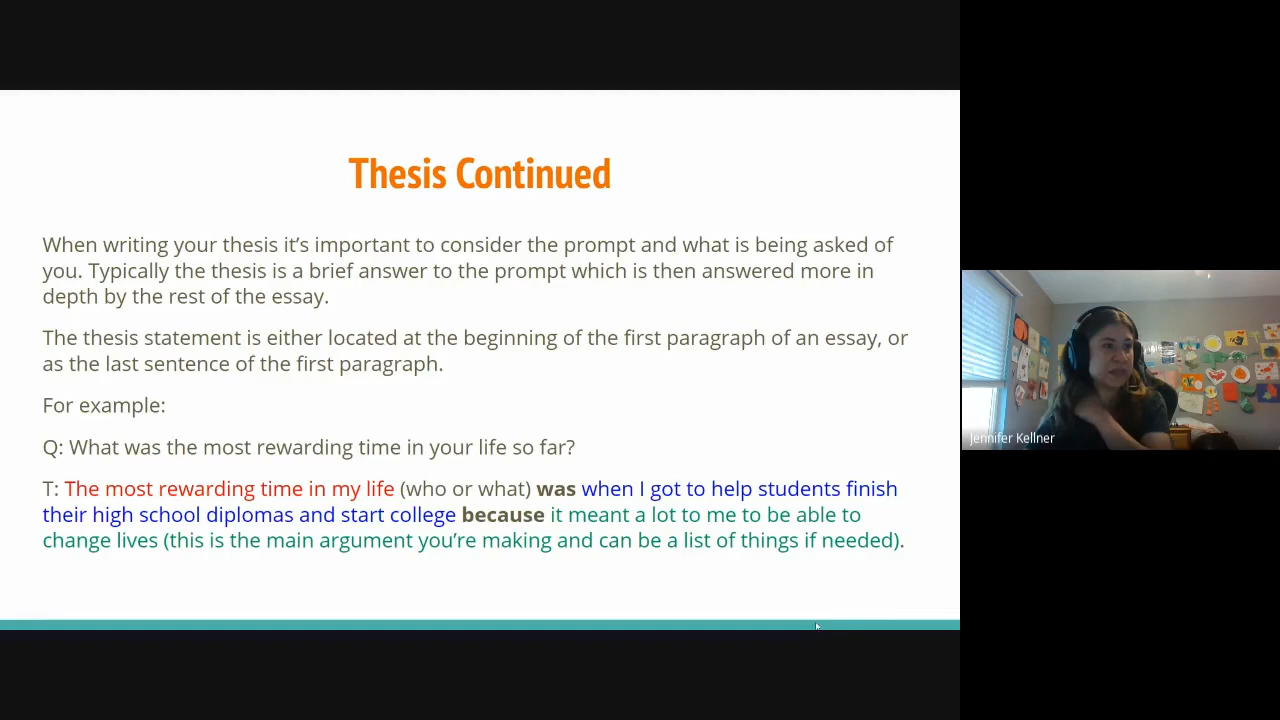 Thesis Continued
When writing your thesis it’s important to consider the prompt and what is being asked of
you. Typically the thesis is a brief answer to the prompt which is then answered more in
depth by the rest of the essay.
The thesis statement is either located at the beginning of the first paragraph of an essay, or
as the last sentence of the first paragraph.
For example:
Q: What was the most rewarding time in your life so far?
T: The most rewarding time in my life (who or what) was when I got to help students finish
their high school diplomas and start college because it meant a lot to me to be able to
change lives (this is the main argument you’re making and can be a list of things if needed).
Jennifer Kellner